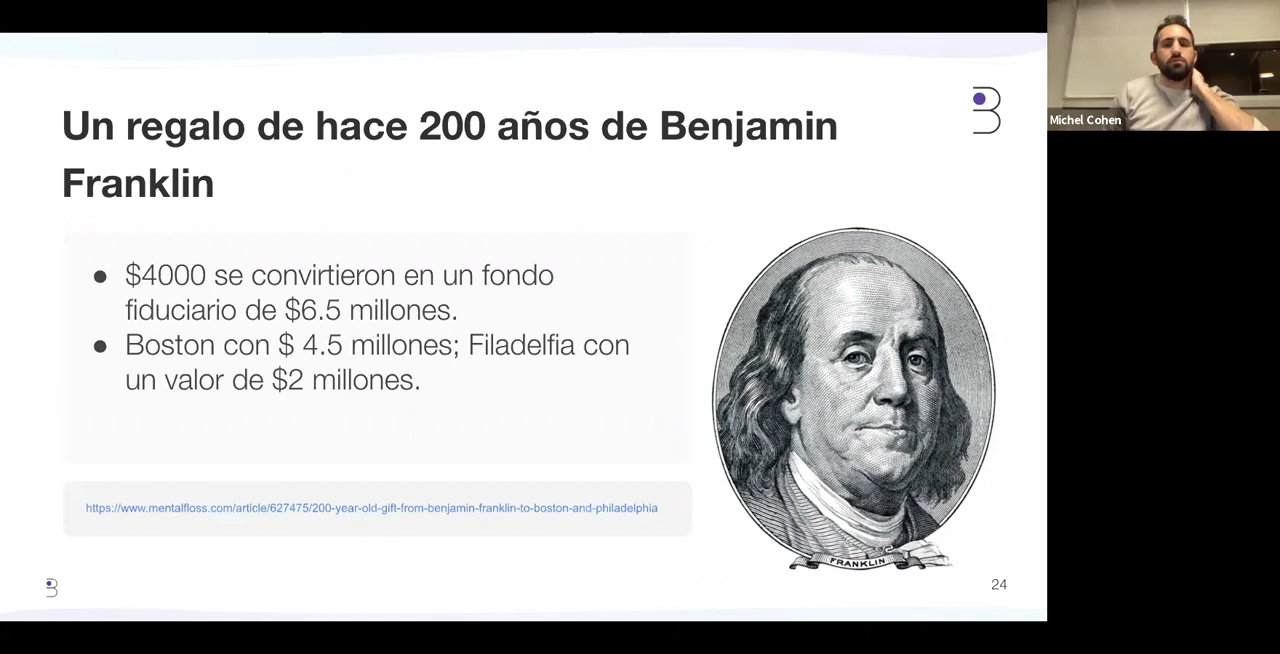 Un regalo de hace 200 años de Benjamin
Franklin
● $4000 se convirtieron en un fondo
fiduciario de $6.5 millones.
● Boston con $ 4.5 millones; Filadelfia con
un valor de $2 millones.
https://www.mentalfloss.com/article/627475/200-year-old-gift-from-benjamin-franklin-to-boston-and-philadelphia
FRANKLIN
24
Michel Cohen